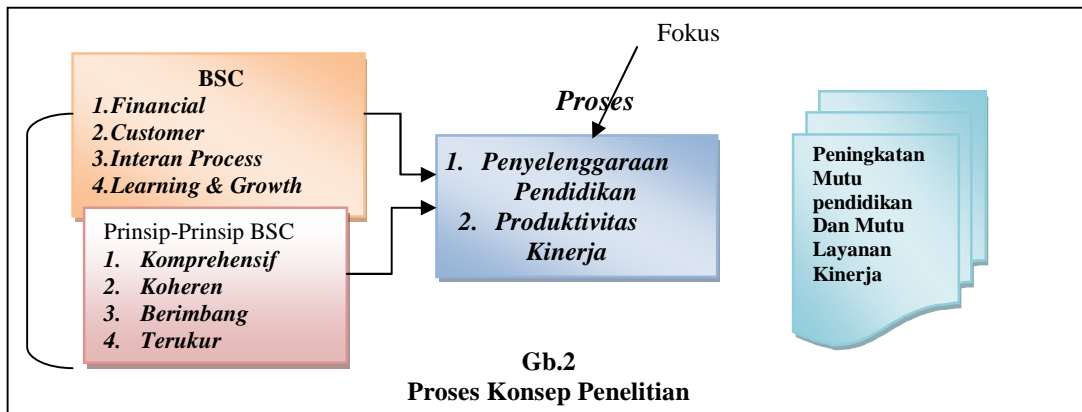 Fokus
BSC
1.Financial
2.Customer
3.Interan Process
4.Learning & Growth
Prinsip-Prinsip BSC
1. Komprehensif
2. Koheren
3. Berimbang
4. Terukur
Proses
1. Penyelenggaraan
Pendidikan
2. Produktivitas
Kinerja
Peningkatan
Mutu
pendidikan
Dan Mutu
Layanan
Kinerja
Gb.2
Proses Konsep Penelitian